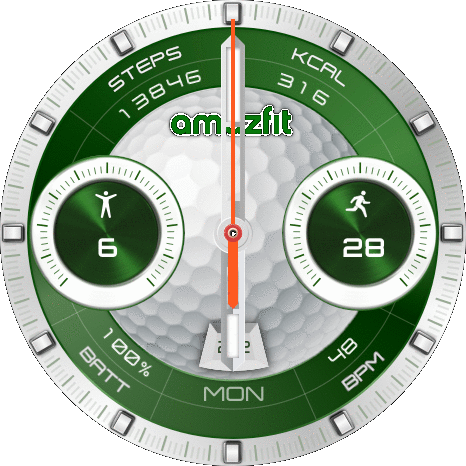 STEPS
13846
KCAL
316
amazfit
6
28
100%
BATT
MON
48
BPM